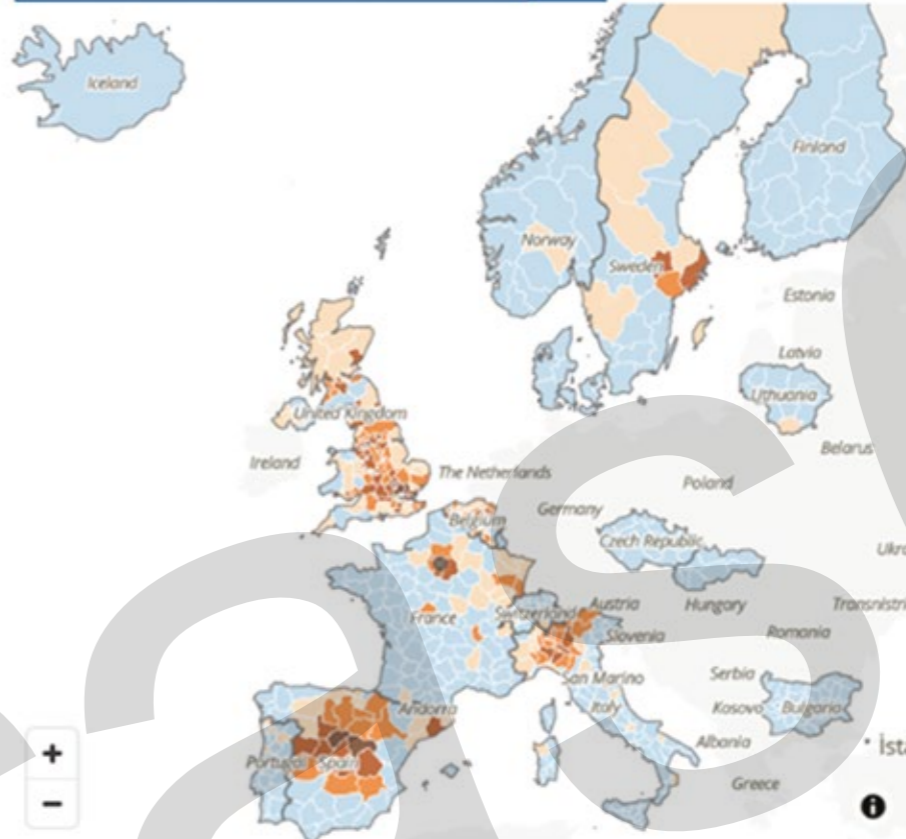 Iceland
Finland
Norway
Sweden
Estonia
Latvia
Lithuania
United Kingdom
Belarus
Ireland
The Netherlands
Poland
Germany
Belgium
Czech Republic
Ukra
Austria
Hungary
Transnistri
France
Switzerland
Slovenia
Romania
San Marino
Serbia
Andorra
Italy
Kosovo
Bulgaria
Albania
İsta
Portugal
Spain
Greece
+
−
i